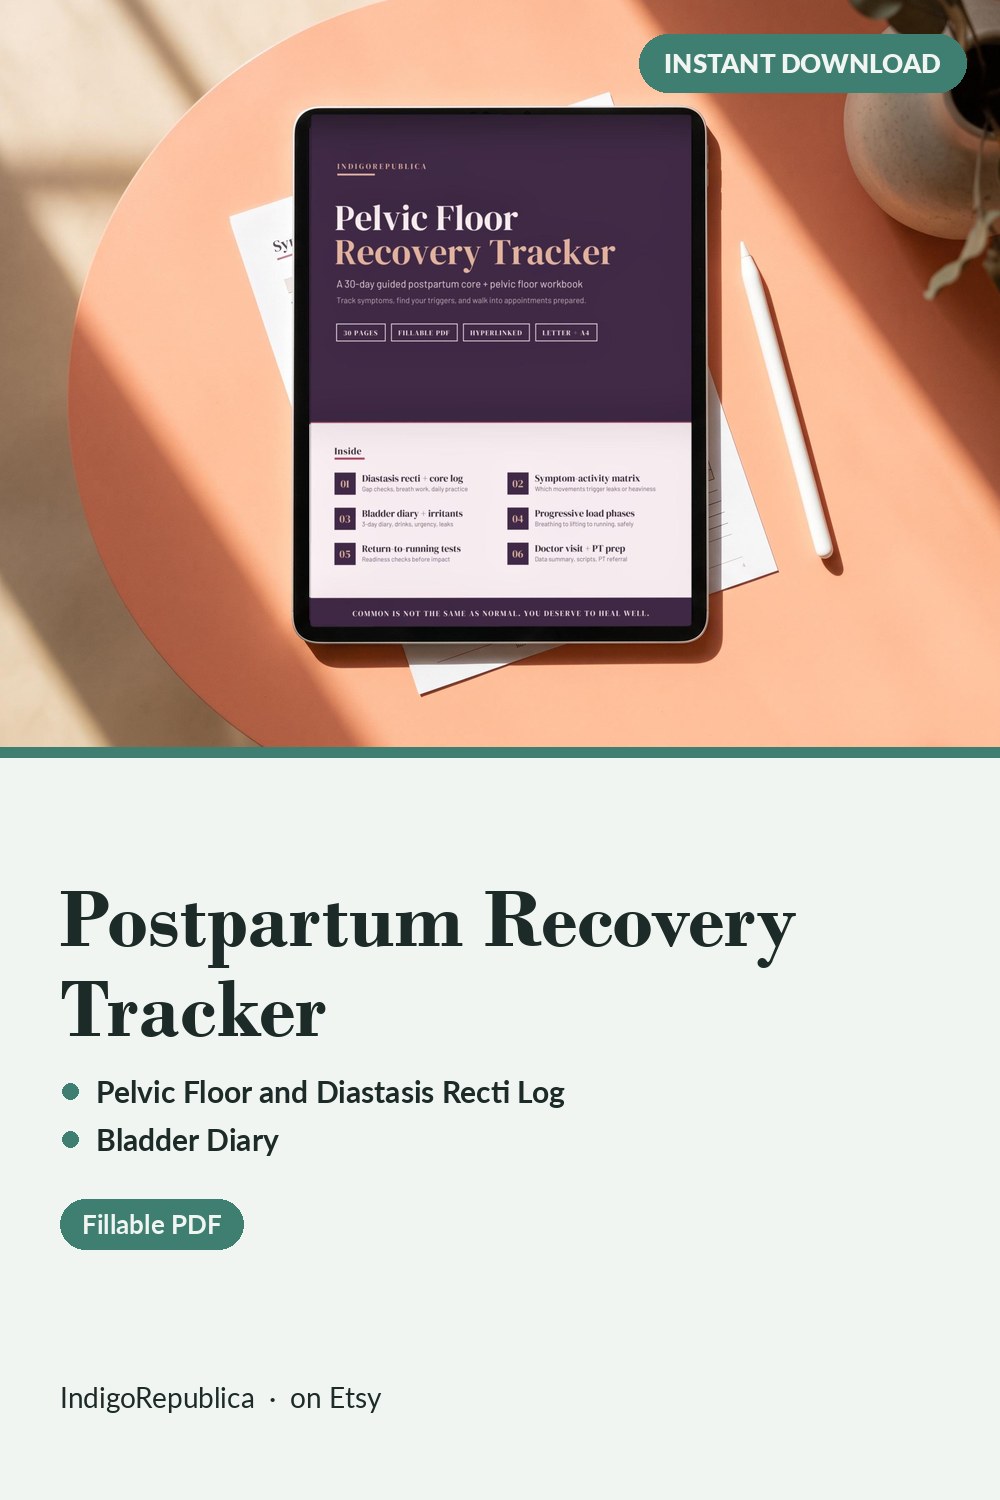 INSTANT DOWNLOAD
INDIGOREPUBLICA
Pelvic Floor
Recovery Tracker
A 30-day guided postpartum core + pelvic floor workbook
Track symptoms, find your triggers, and walk into appointments prepared.
30 PAGES
FILLABLE PDF
HYPERLINKED
LETTER + A4
Inside
01
Diastasis recti + core log
Gap checks, breath work, daily practice
02
Symptom-activity matrix
Which movements trigger leaks or heaviness
03
Bladder diary + irritants
3-day diary, drinks, urgency, leaks
04
Progressive load phases
Breathing to lifting to running, safely
05
Return-to-running tests
Readiness checks before impact
06
Doctor visit + PT prep
Data summary, scripts, PT referral
COMMON IS NOT THE SAME AS NORMAL. YOU DESERVE TO HEAL WELL.
Postpartum Recovery
Tracker
Pelvic Floor and Diastasis Recti Log
Bladder Diary
Fillable PDF
IndigoRepublica · on Etsy